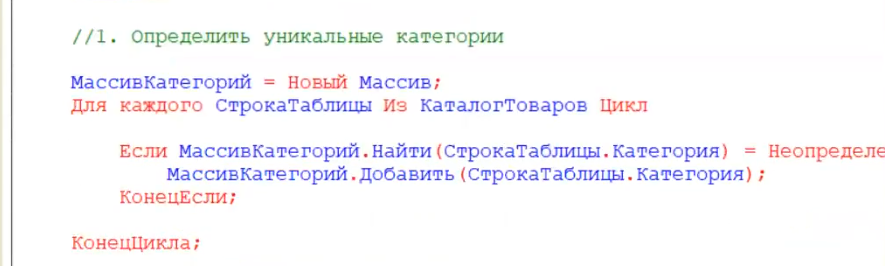 //1. Определить уникальные категории
МассивКатегорий = Новый Массив;
Для каждого СтрокаТаблицы Из КаталогТоваров Цикл
Если МассивКатегорий.Найти(СтрокаТаблицы.Категория) = Неопределе
МассивКатегорий.Добавить(СтрокаТаблицы.Категория);
КонецЕсли;
КонецЦикла;